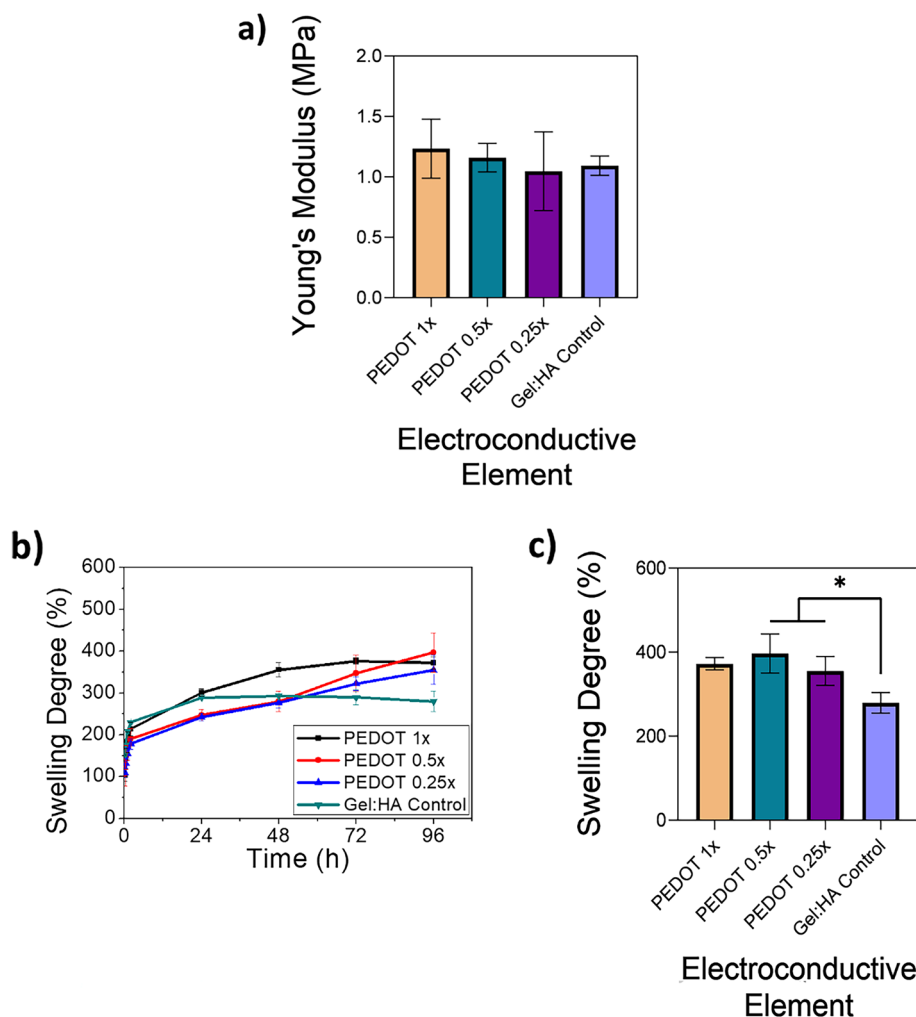 a)
Young's Modulus (MPa)
2.0
1.5
1.0
0.5
0.0
PEDOT 1x
PEDOT 0.5x
PEDOT 0.25x
Gel:HA Control
Electroconductive
Element
b)
Swelling Degree (%)
600
500
400
300
200
100
0
PEDOT 1x
PEDOT 0.5x
PEDOT 0.25x
Gel:HA Control
0 24 48 72 96
Time (h)
c)
Swelling Degree (%)
600
400
200
0
*
PEDOT 1x
PEDOT 0.5x
PEDOT 0.25x
Gel:HA Control
Electroconductive
Element